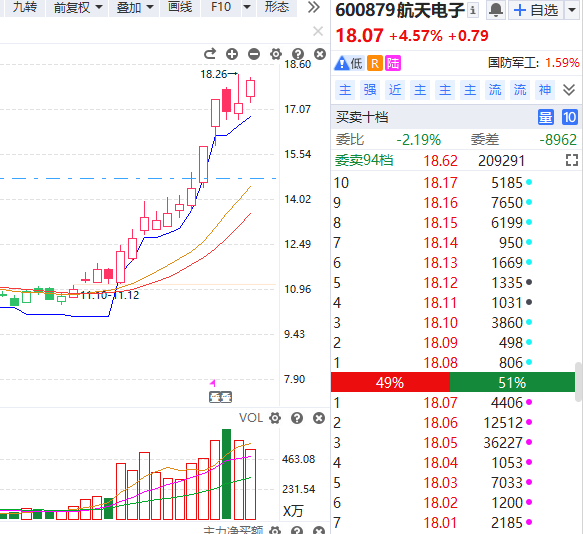 九转 前复权 叠加 画线 F10 形态
18.60
18.26
17.07
15.54
14.02
12.49
11.10-11.12
10.96
9.43
7.90
VOL
463.08
231.54
X万
主力净买额
600879航天电子
自选
18.07 +4.57% +0.79
低 R 陆 国防军工: 1.59%
主 强 近 主 主 主 流 流 神
买卖十档 量 10
委比 -2.19% 委差 -8962
委卖94档 18.62 209291
10 18.17 5185
9 18.16 7650
8 18.15 6199
7 18.14 950
6 18.13 1669
5 18.12 1335
4 18.11 1031
3 18.10 3860
2 18.09 498
1 18.08 806
49% 51%
1 18.07 4406
2 18.06 12512
3 18.05 36227
4 18.04 1053
5 18.03 7033
6 18.02 1200
7 18.01 2185